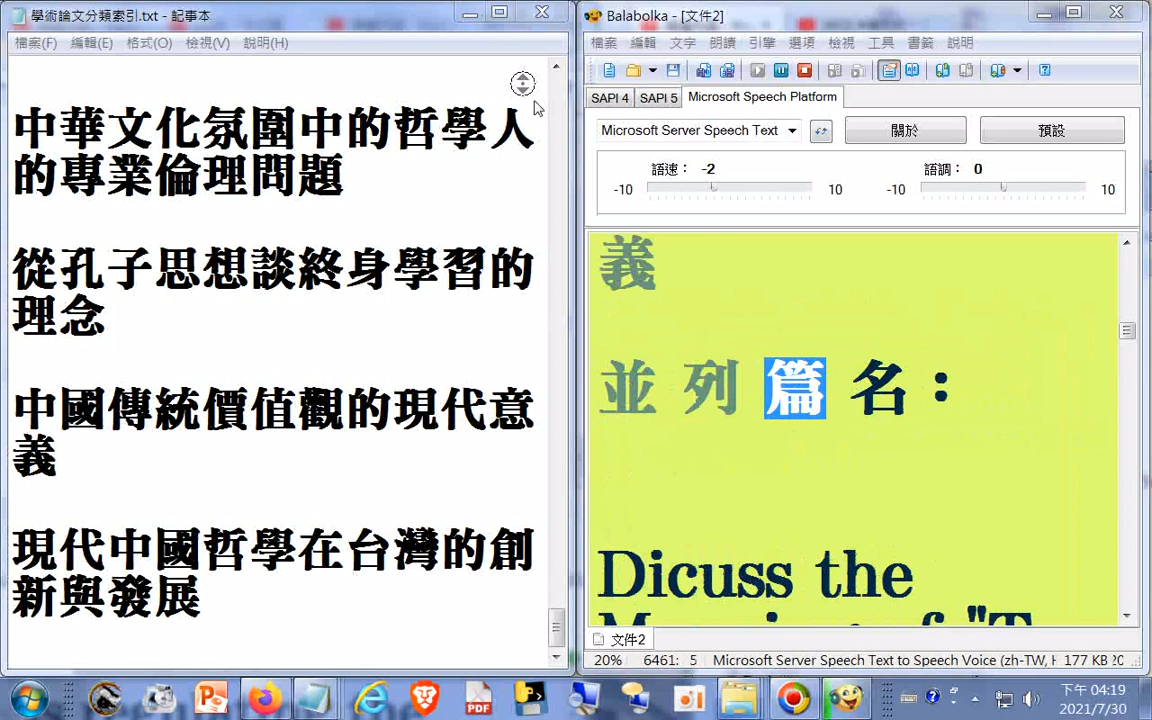 學術論文分類索引.txt - 記事本
檔案(F) 編輯(E) 格式(O) 檢視(V) 說明(H)
中華文化氛圍中的哲學人
的專業倫理問題
從孔子思想談終身學習的
理念
中國傳統價值觀的現代意
義
現代中國哲學在台灣的創
新與發展
Balabolka - [文件2]
檔案 編輯 文字 朗讀 引擎 選項 檢視 工具 書籤 說明
SAPI 4 SAPI 5 Microsoft Speech Platform
Microsoft Server Speech Text 關於 預設
語速： -2 語調： 0
-10 10 -10 10
義
並列篇名：
Dicuss the
文件2
20% 6461: 5 Microsoft Server Speech Text to Speech Voice (zh-TW, 177 KB
下午 04:19
2021/7/30